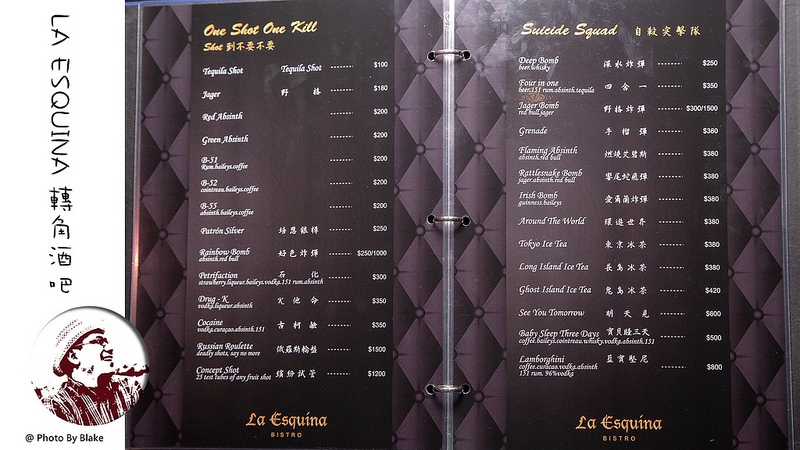 LA ESQUINA 轉角酒吧
@ Photo By Blake
One Shot One Kill
Shot 到不要不要
Tequila Shot Tequila Shot $100
Jager 野格 $180
Red Absinth $200
Green Absinth $200
B-51 $200
Rum.baileys.coffee
B-52 $200
cointreau.baileys.coffee
B-55 $200
absinth.baileys.coffee
Patrón Silver 培恩銀樽 $250
Rainbow Bomb 好色炸彈 $250/1000
absinth.red bull
Petrifaction 石化 $300
strawberry.liqueur.baileys.vodka.151 rum.absinth
Drug - K 他命 $350
vodka.liqueur.absinth
Cocaine 古柯鹼 $350
vodka.curaçao.absinth.151
Russian Roulette 俄羅斯輪盤 $1500
deadly shots, say no more
Concept Shot 繽紛試管 $1200
25 test tubes of any fruit shot
La Esquina
BISTRO
Suicide Squad 自殺突擊隊
Deep Bomb 深水炸彈 $250
beer.whisky
Four in one 四合一 $350
beer.151 rum.absinth.tequila
Jager Bomb 野格炸彈 $300/1500
red bull.jager
Grenade 手榴彈 $380
Flaming Absinth 燃燒艾碧斯 $380
absinth.red bull
Rattlesnake Bomb 響尾蛇飛彈 $380
jager.absinth.red bull
Irish Bomb 愛爾蘭炸彈 $380
guinness.baileys
Around The World 環遊世界 $380
Tokyo Ice Tea 東京冰茶 $380
Long Island Ice Tea 長島冰茶 $380
Ghost Island Ice Tea 鬼島冰茶 $420
See You Tomorrow 明天見 $600
Baby Sleep Three Days 寶貝睡三天 $500
coffee.baileys.cointreau.whisky.vodka.absinth.151
Lamborghini 藍寶堅尼 $800
coffee.curaçao.vodka.absinth
151 rum. 96%vodka
La Esquina
BISTRO